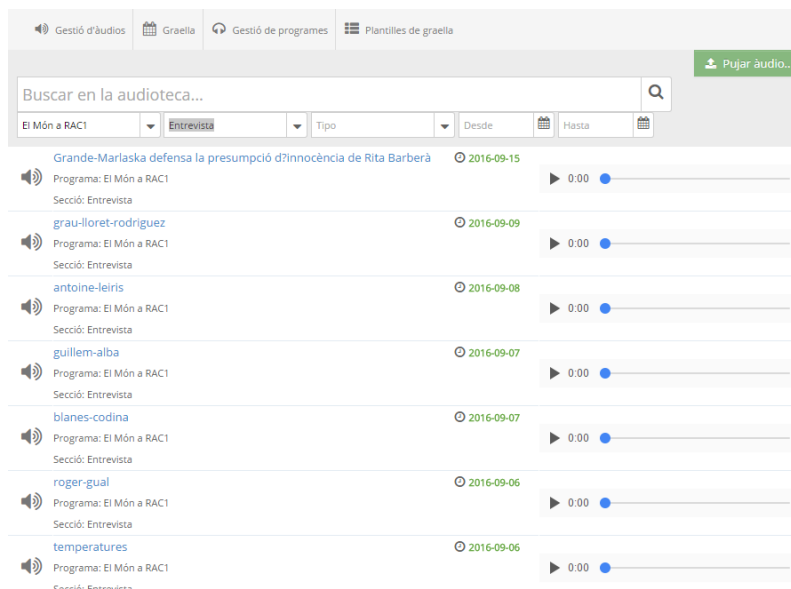 Gestió d'àudios Graella Gestió de programes Plantilles de graella
Pujar àudio...
Buscar en la audioteca...
El Món a RAC1 Entrevista Tipo Desde Hasta
Grande-Marlaska defensa la presumpció d?innocència de Rita Barberà 2016-09-15
Programa: El Món a RAC1 0:00
Secció: Entrevista
grau-lloret-rodriguez 2016-09-09
Programa: El Món a RAC1 0:00
Secció: Entrevista
antoine-leiris 2016-09-08
Programa: El Món a RAC1 0:00
Secció: Entrevista
guillem-alba 2016-09-07
Programa: El Món a RAC1 0:00
Secció: Entrevista
blanes-codina 2016-09-07
Programa: El Món a RAC1 0:00
Secció: Entrevista
roger-gual 2016-09-06
Programa: El Món a RAC1 0:00
Secció: Entrevista
temperatures 2016-09-06
Programa: El Món a RAC1 0:00
Secció: Entrevista